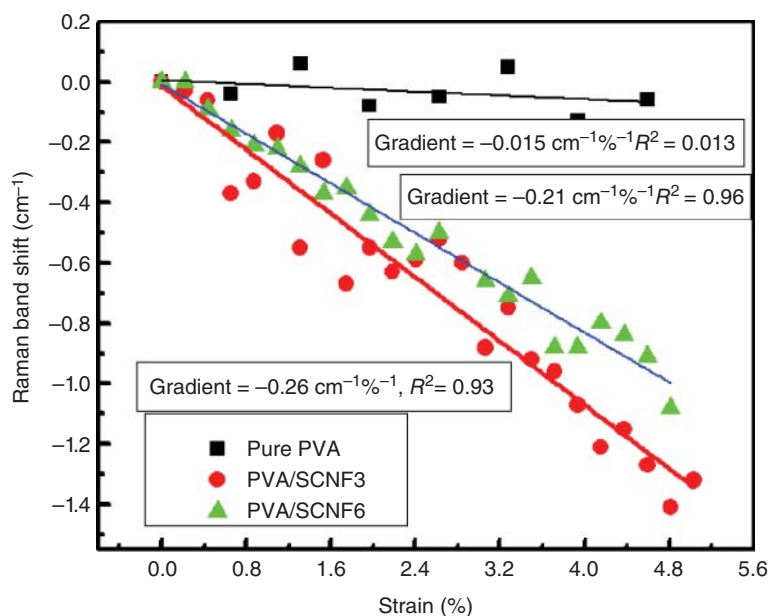 0.2
0.0
–0.2
–0.4
–0.6
–0.8
–1.0
–1.2
–1.4
Raman band shift (cm⁻¹)
Gradient = –0.015 cm⁻¹%⁻¹R² = 0.013
Gradient = –0.21 cm⁻¹%⁻¹R² = 0.96
Gradient = –0.26 cm⁻¹%⁻¹, R² = 0.93
Pure PVA
PVA/SCNF3
PVA/SCNF6
0.0 0.8 1.6 2.4 3.2 4.0 4.8 5.6
Strain (%)